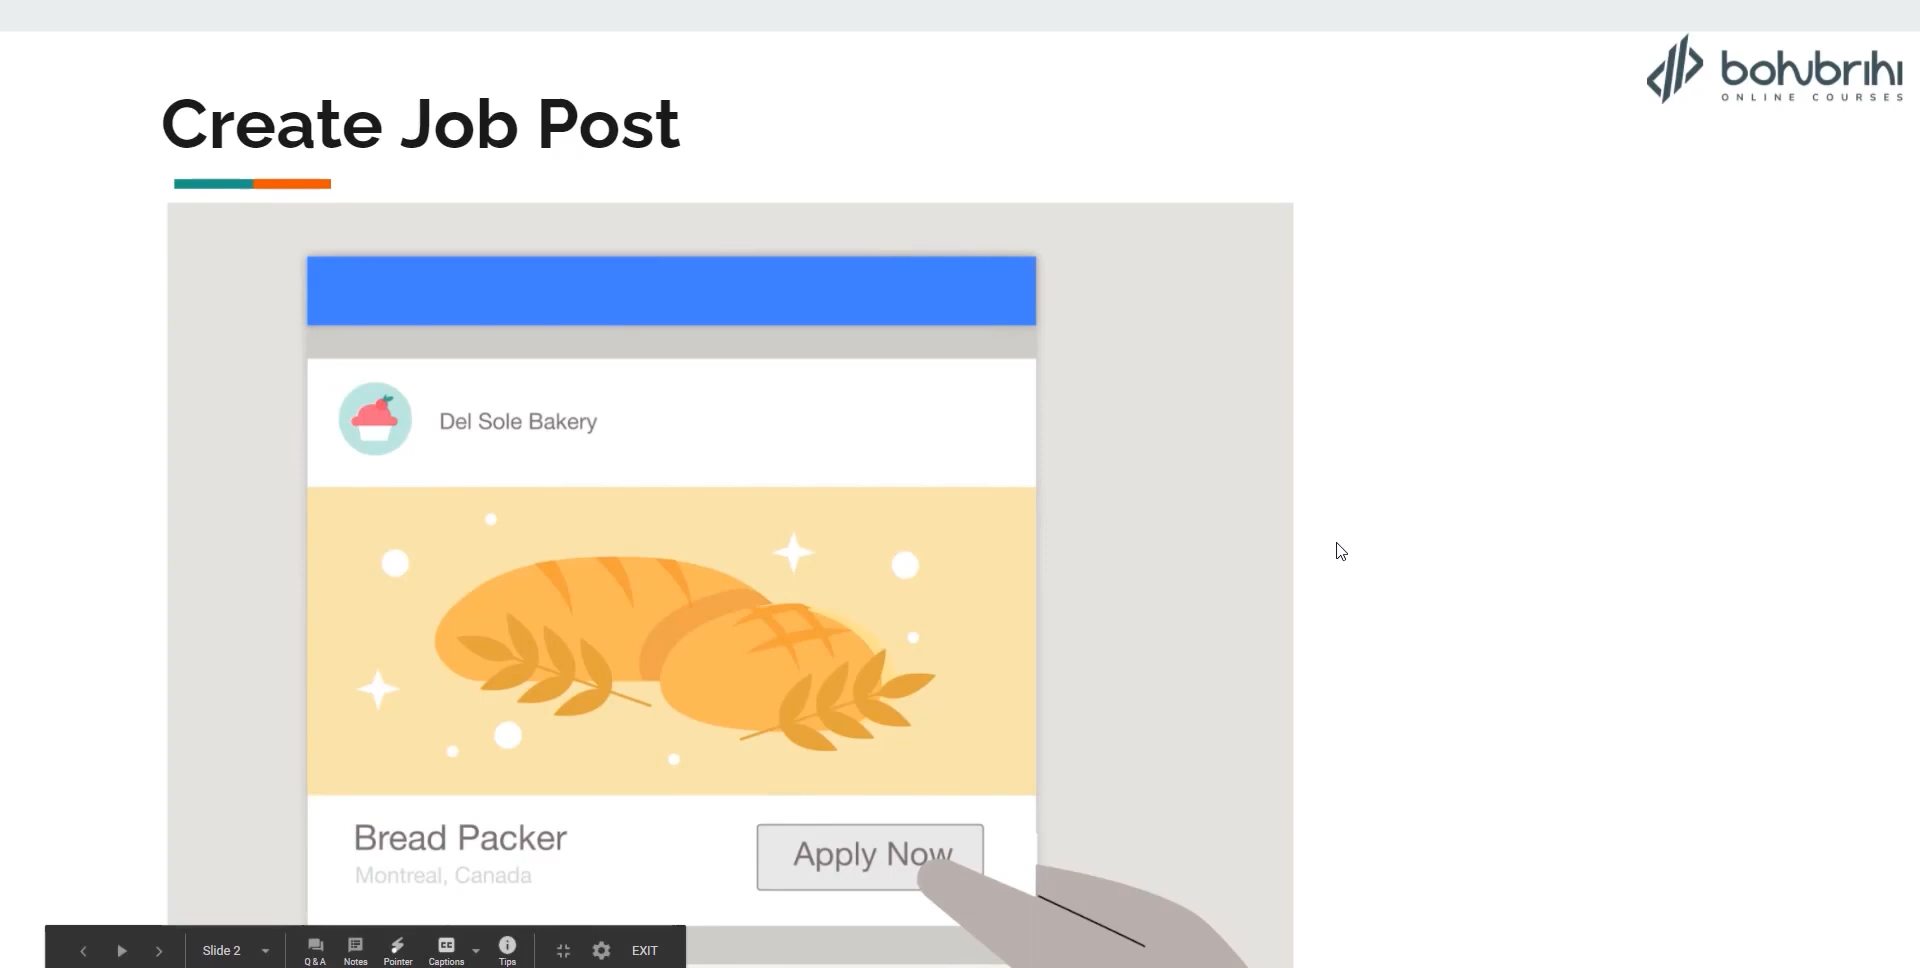 bohubrihi
ONLINE COURSES
Create Job Post
Del Sole Bakery
Bread Packer
Montreal, Canada
Apply Now
Slide 2
Q & A
Notes
Pointer
CC
Captions
Tips
EXIT